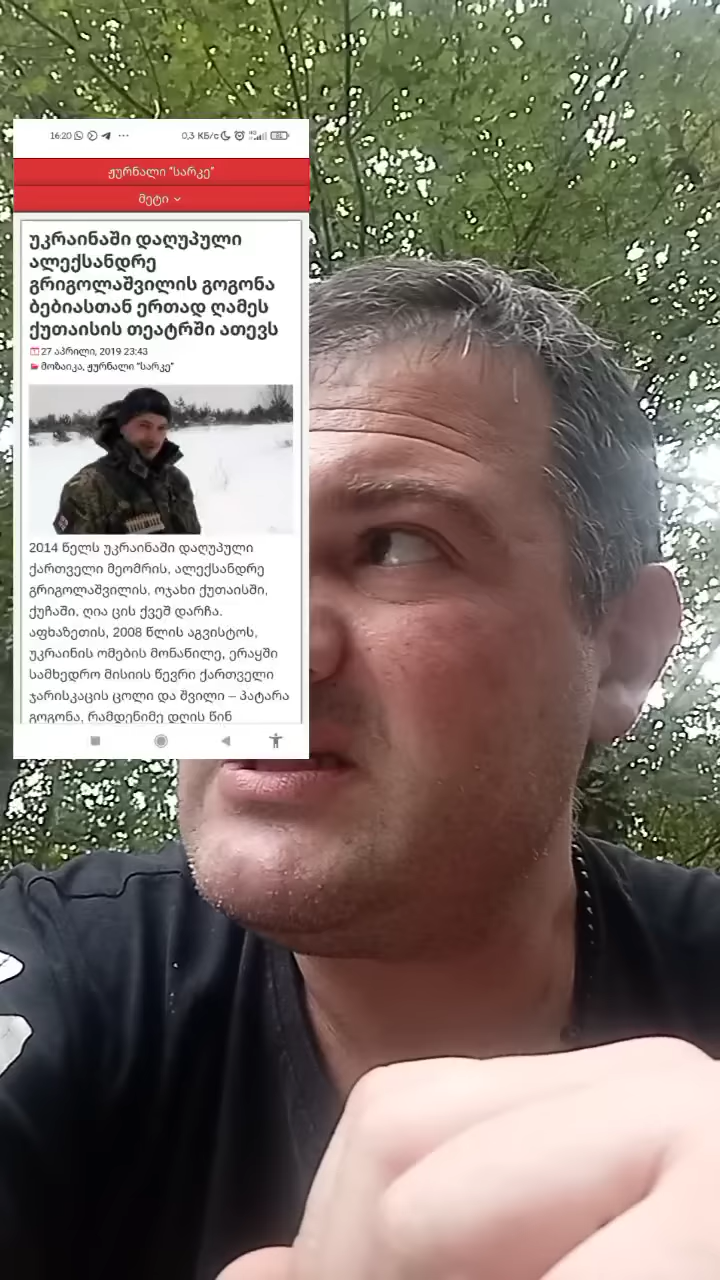 16:20
0,3 КБ/с
ჟურნალი "სარკე"
მეტი
უკრაინაში დაღუპული
ალექსანდრე
გრიგოლაშვილის გოგონა
ბებიასთან ერთად ღამეს
ქუთაისის თეატრში ათევს
27 აპრილი, 2019 23:43
მოზაიკა, ჟურნალი "სარკე"
2014 წელს უკრაინაში დაღუპული
ქართველი მეომრის, ალექსანდრე
გრიგოლაშვილის, ოჯახი ქუთაისში,
ქუჩაში, ღია ცის ქვეშ დარჩა.
აფხაზეთის, 2008 წლის აგვისტოს,
უკრაინის ომების მონაწილე, ერაყში
სამხედრო მისიის წევრი ქართველი
ჯარისკაცის ცოლი და შვილი – პატარა
გოგონა, რამდენიმე დღის წინ